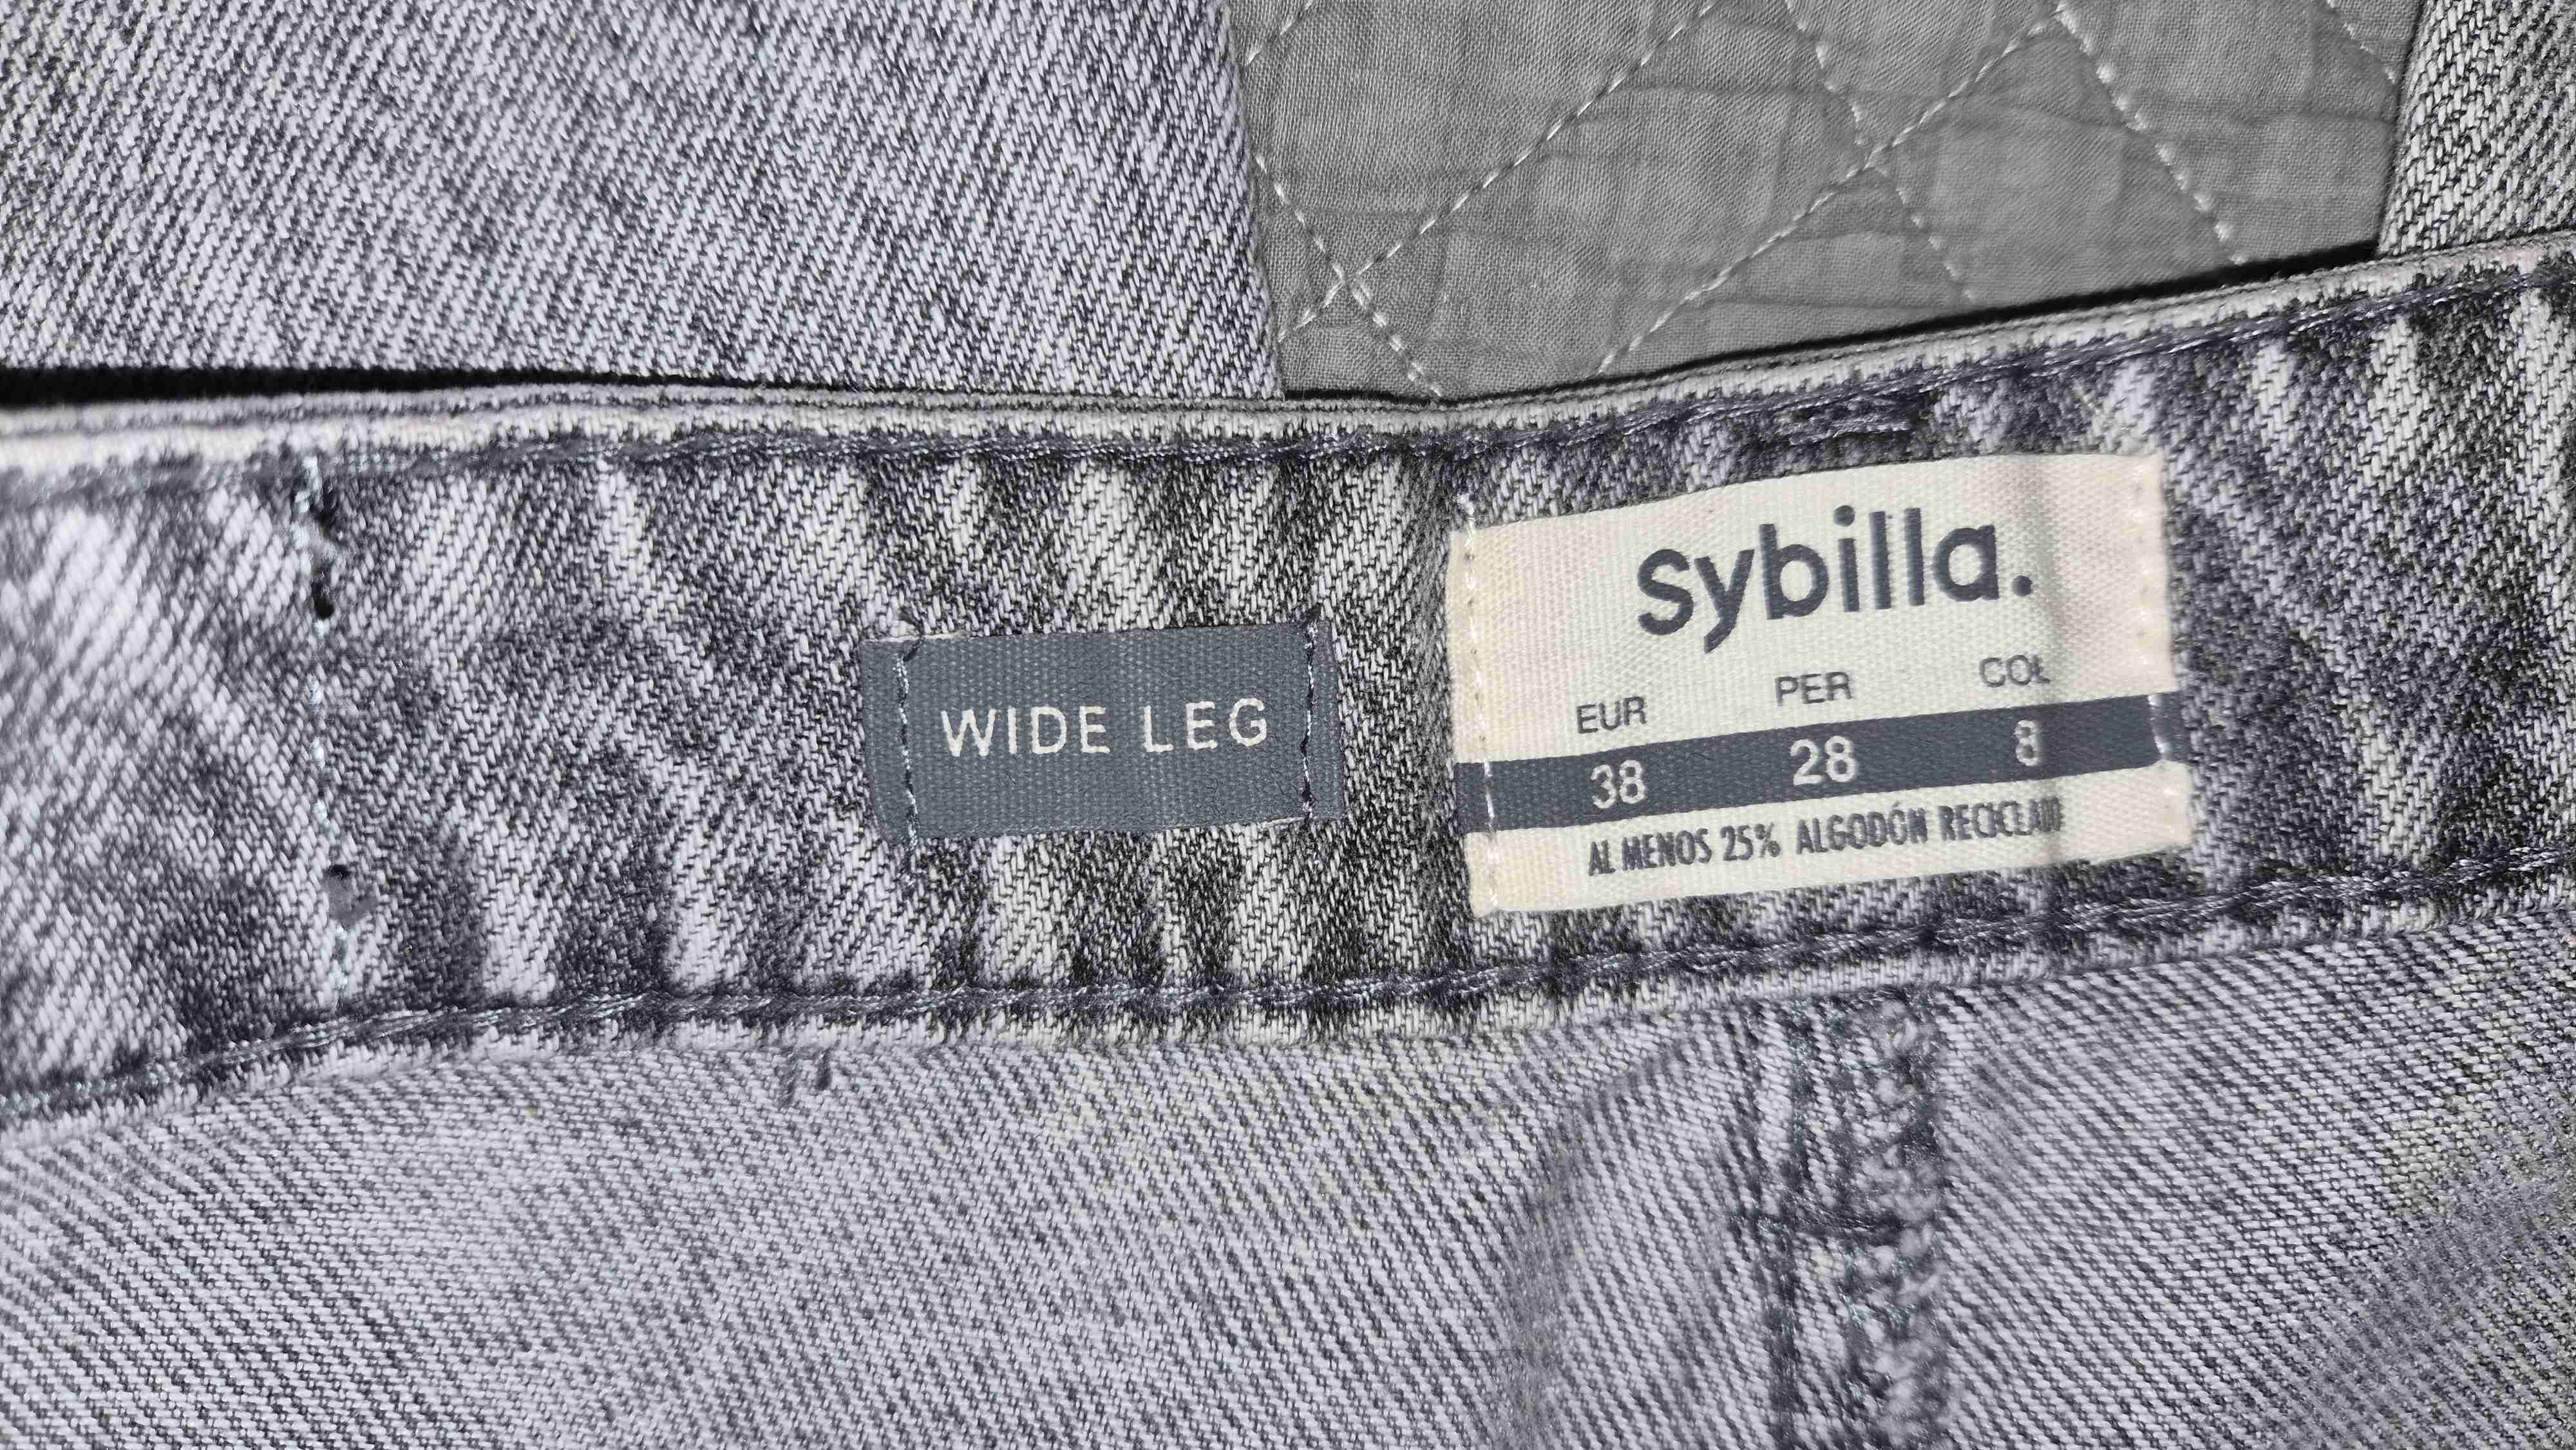 WIDE LEG
Sybilla.
EUR PER COL
38 28 8
AL MENOS 25% ALGODÓN RECICLADO